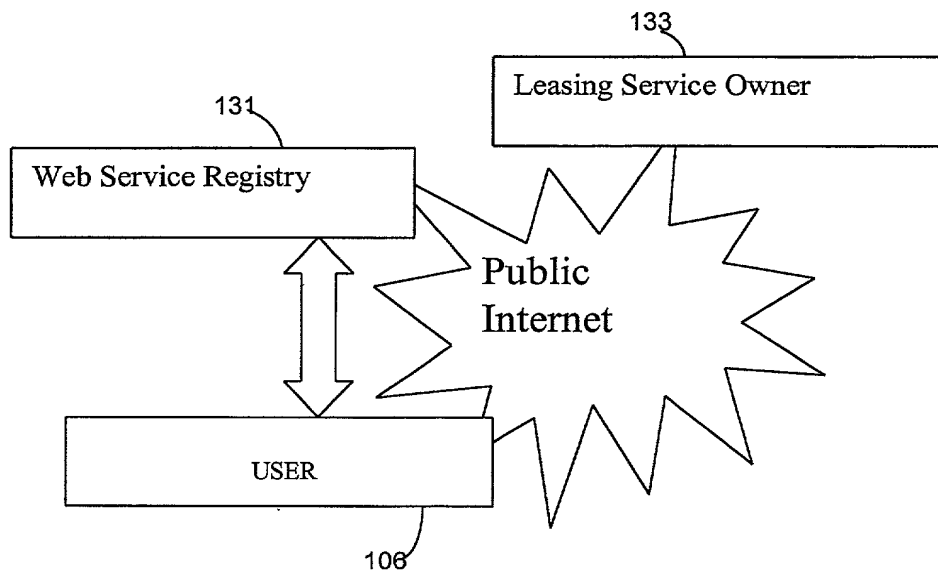 133
Leasing Service Owner
131
Web Service Registry
Public
Internet
USER
106